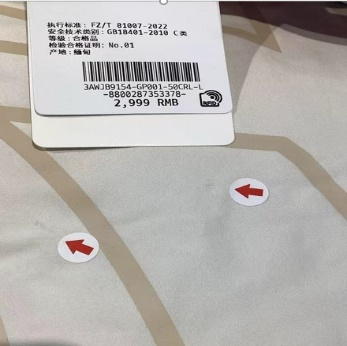 执行标准: FZ/T 81007-2022
安全技术类别: GB18401-2010 C类
等级: 合格品
检验合格证明: No.01
产地: 缅甸
3AWJB9154-GP001-50CRL-L
-8800287353378-
2,999 RMB